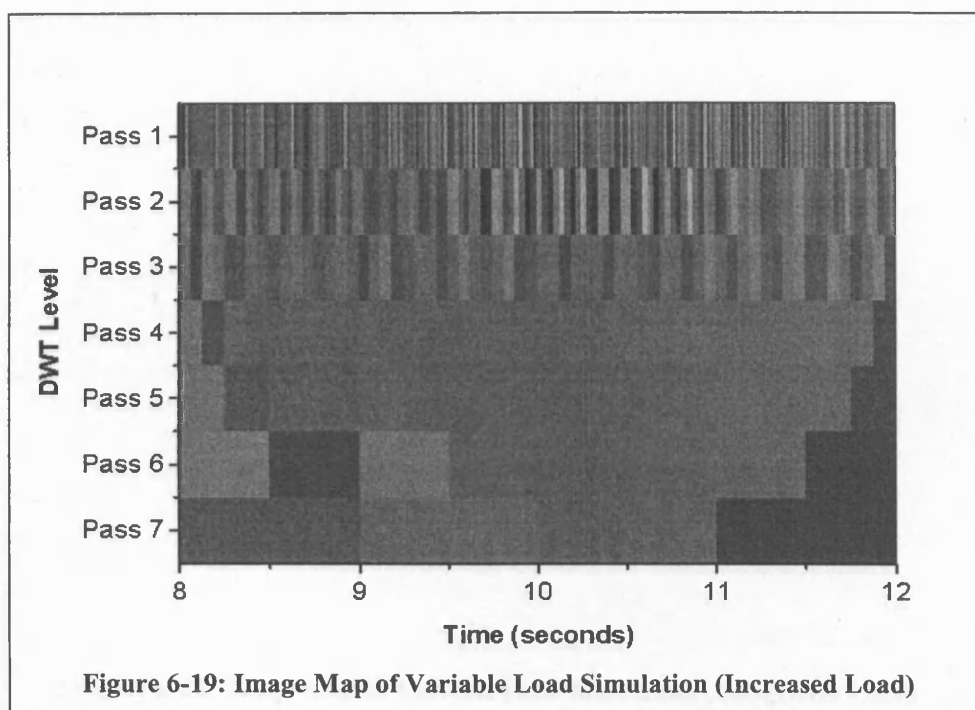 Pass 1
Pass 2
Pass 3
Pass 4
Pass 5
Pass 6
Pass 7
DWT Level
8 9 10 11 12
Time (seconds)
Figure 6-19: Image Map of Variable Load Simulation (Increased Load)